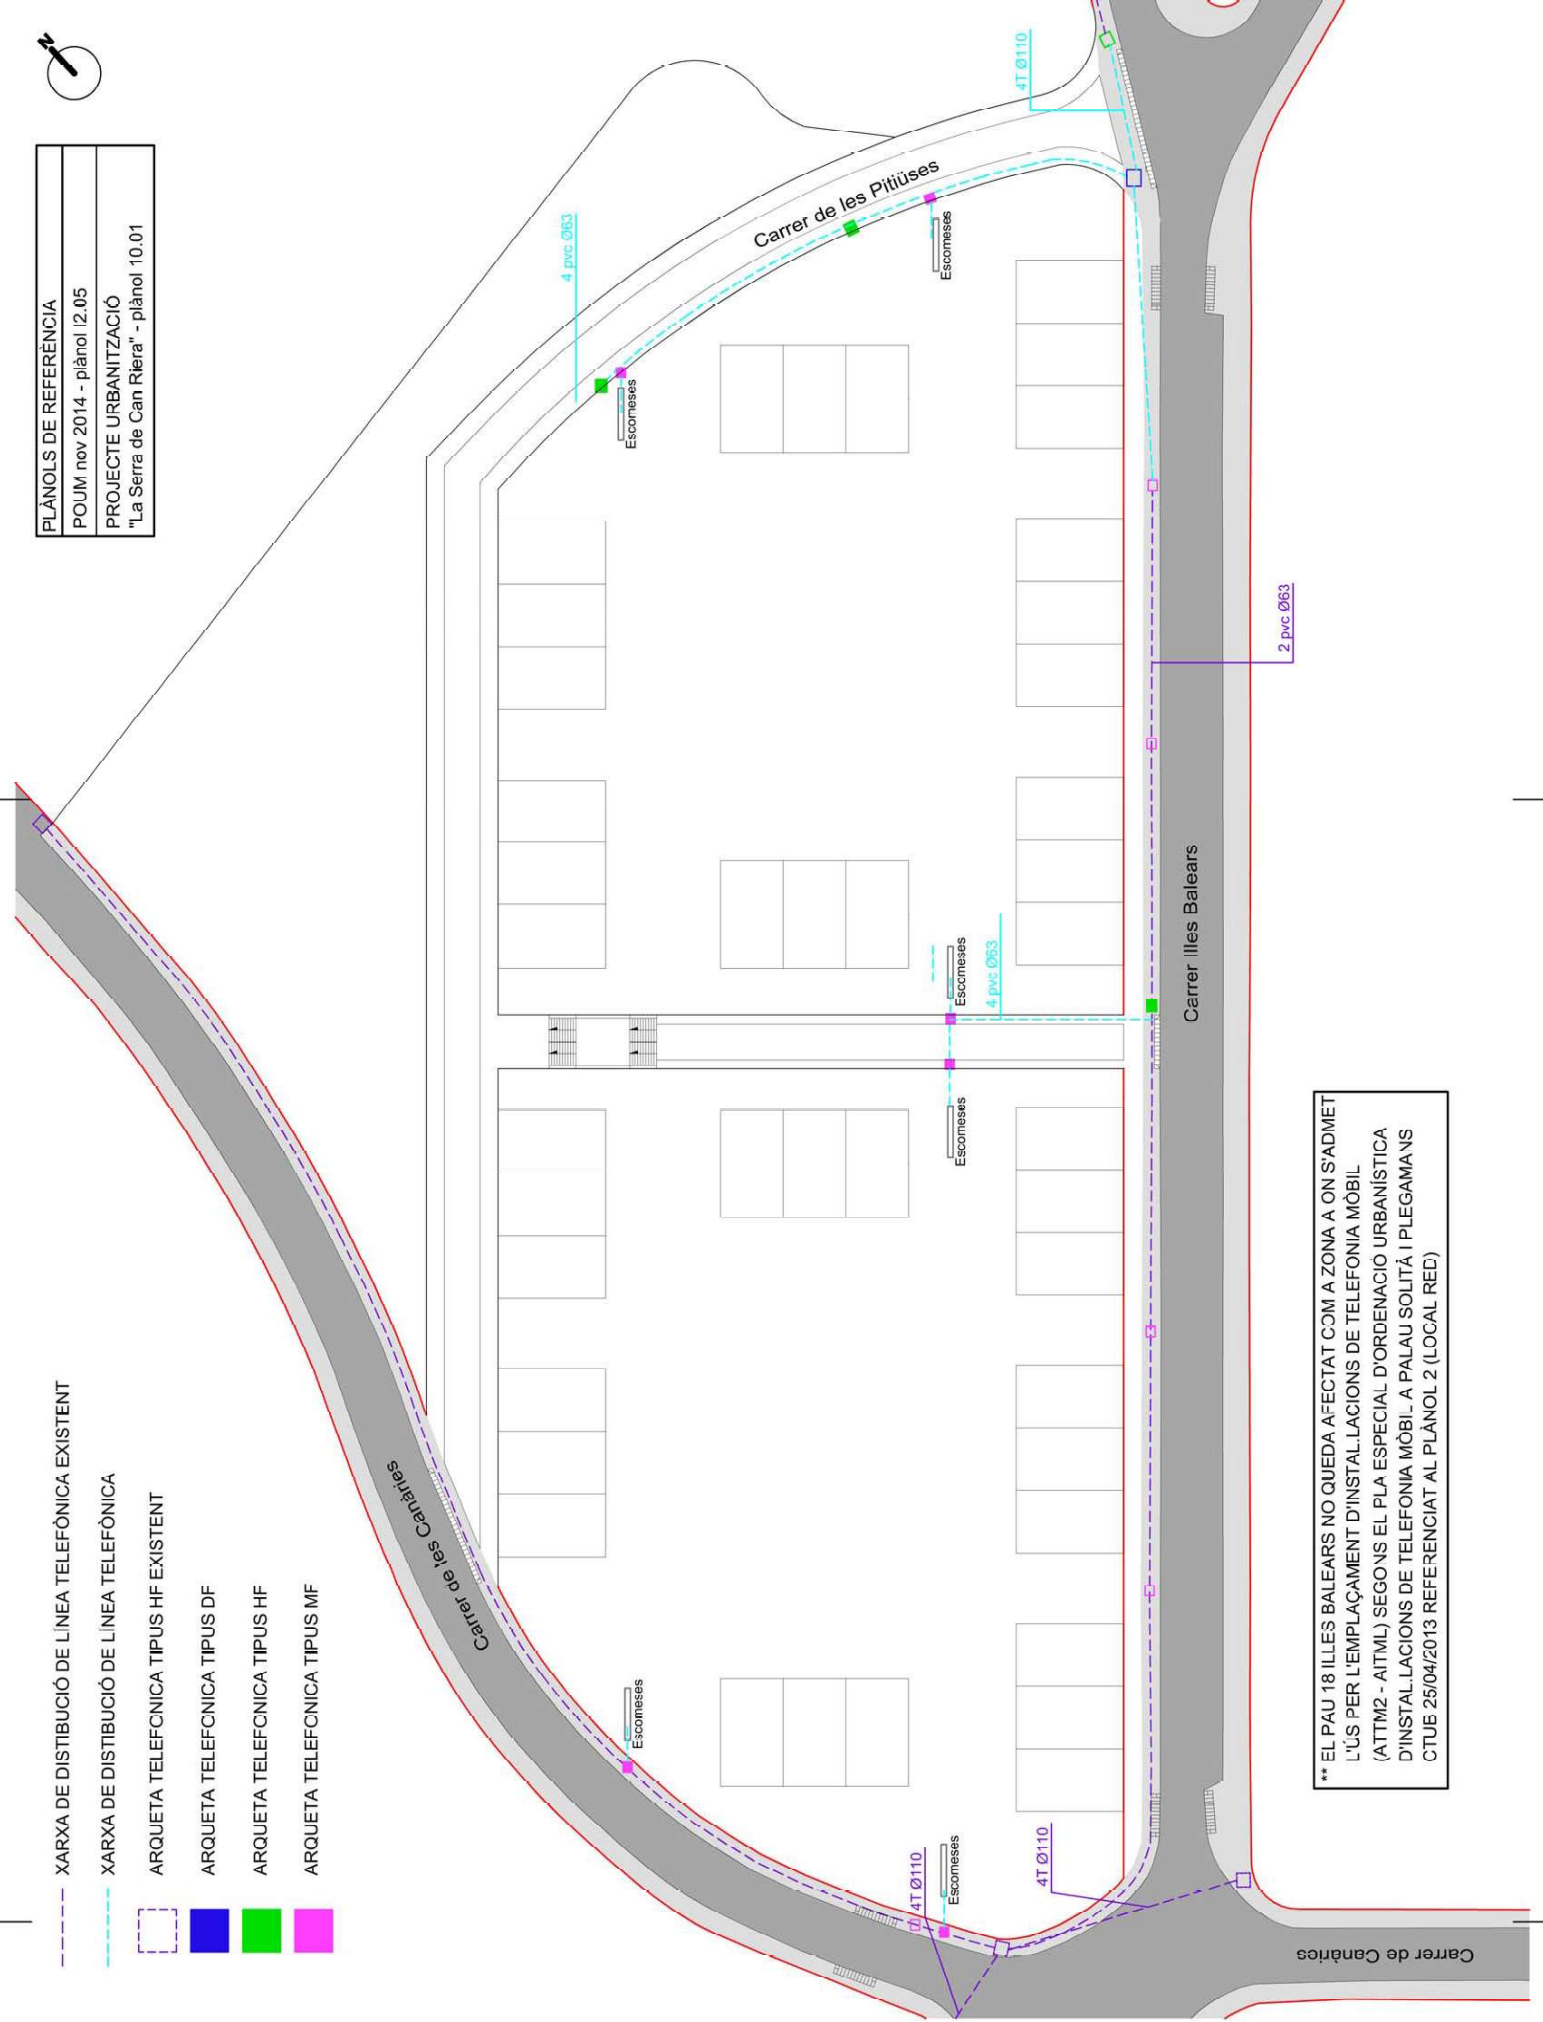 N
PLÀNOLS DE REFERÈNCIA
POUM nov 2014 - plànol I2.05
PROJECTE URBANITZACIÓ
"La Serra de Can Riera" - plànol 10.01
XARXA DE DISTIBUCIÓ DE LÍNEA TELEFÒNICA EXISTENT
XARXA DE DISTIBUCIÓ DE LÍNEA TELEFÒNICA
ARQUETA TELEFONICA TIPUS HF EXISTENT
ARQUETA TELEFONICA TIPUS DF
ARQUETA TELEFONICA TIPUS HF
ARQUETA TELEFONICA TIPUS MF
Carrer de les Canàries
Escomeses
4T Ø110
Escomeses
4T Ø110
Escomeses
Escomeses
4 pvc Ø63
4 pvc Ø63
Escomeses
Carrer de les Pitiüses
Escomeses
4T Ø110
Carrer Illes Balears
2 pvc Ø63
Carrer de Canàries
** EL PAU 18 ILLES BALEARS NO QUEDA AFECTAT COM A ZONA A ON S'ADMET
L'ÚS PER L'EMPLAÇAMENT D'INSTAL.LACIONS DE TELEFONIA MÒBIL
(ATTM2 - AITML) SEGONS EL PLA ESPECIAL D'ORDENACIÓ URBANÍSTICA
D'INSTAL.LACIONS DE TELEFONIA MÒBIL A PALAU SOLITÀ I PLEGAMANS
CTUB 25/04/2013 REFERENCIAT AL PLÀNOL 2 (LOCAL RED)